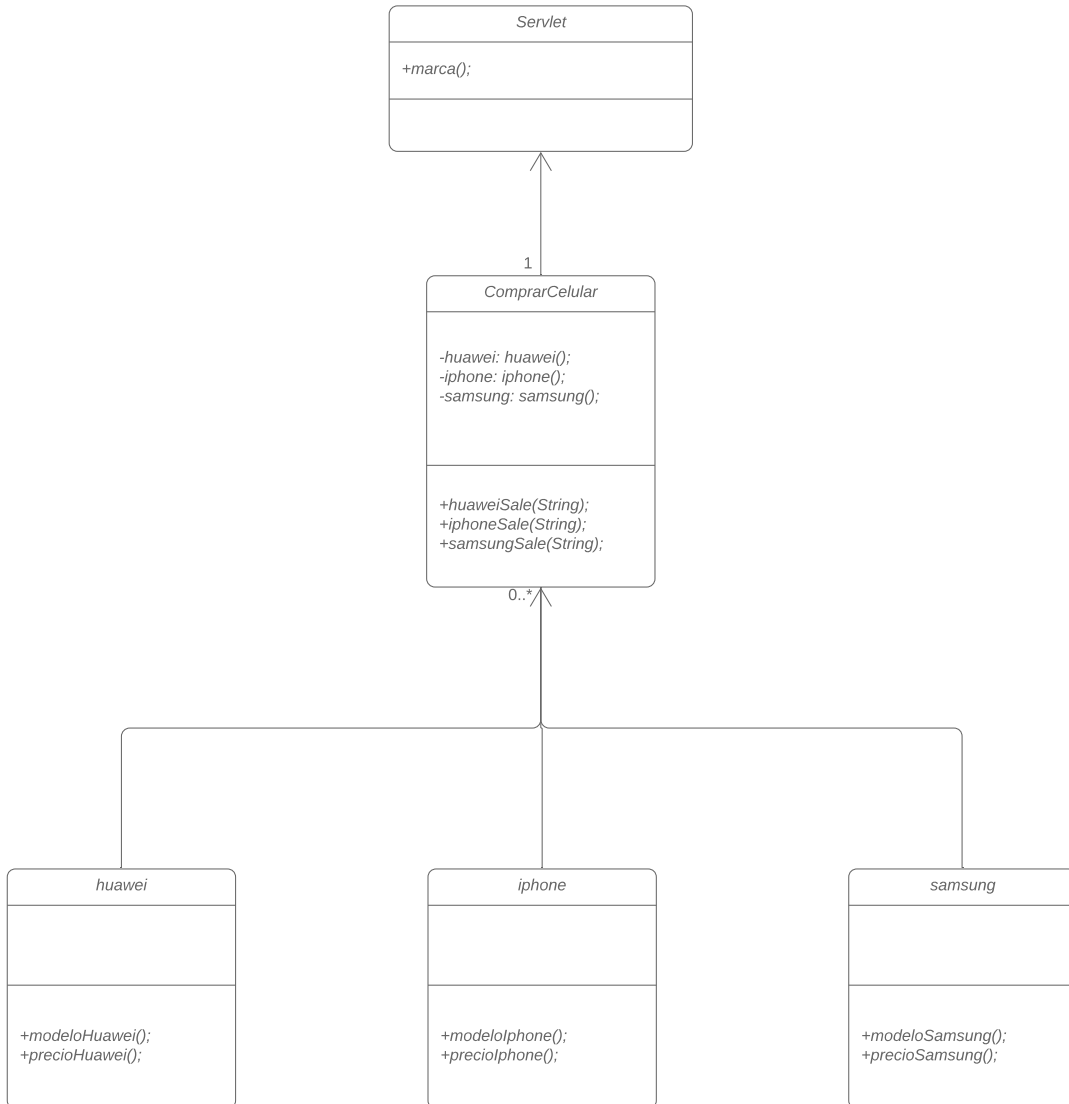 Servlet
+marca();
1
ComprarCelular
-huawei: huawei();
-iphone: iphone();
-samsung: samsung();
+huaweiSale(String);
+iphoneSale(String);
+samsungSale(String);
0..*
huawei
+modeloHuawei();
+precioHuawei();
iphone
+modeloIphone();
+precioIphone();
samsung
+modeloSamsung();
+precioSamsung();